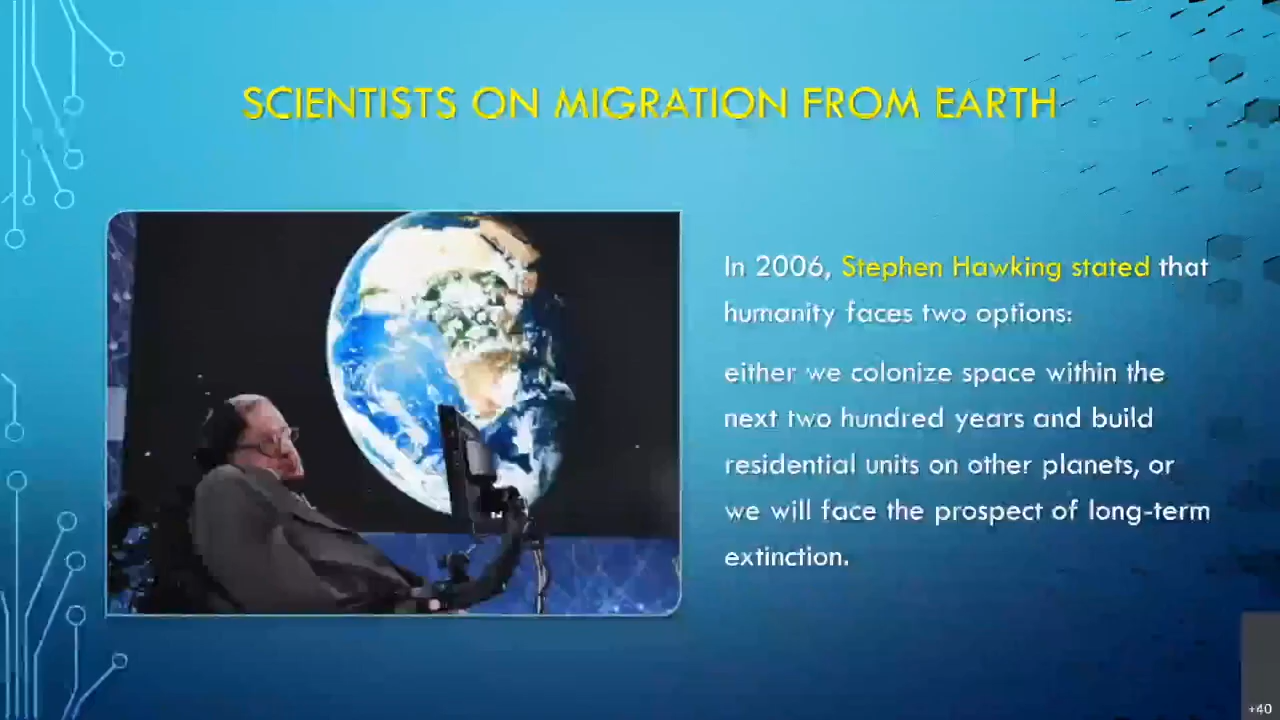 SCIENTISTS ON MIGRATION FROM EARTH
In 2006, Stephen Hawking stated that
humanity faces two options:
either we colonize space within the
next two hundred years and build
residential units on other planets, or
we will face the prospect of long-term
extinction.
+40